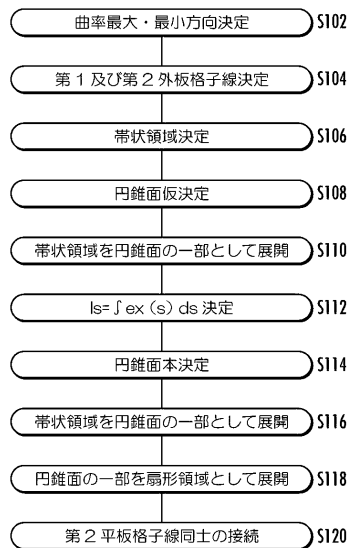 曲率最大・最小方向決定 S102
第1及び第2外板格子線決定 S104
帯状領域決定 S106
円錐面仮決定 S108
帯状領域を円錐面の一部として展開 S110
Is=∫ex (s) ds 決定 S112
円錐面本決定 S114
帯状領域を円錐面の一部として展開 S116
円錐面の一部を扇形領域として展開 S118
第2平板格子線同士の接続 S120